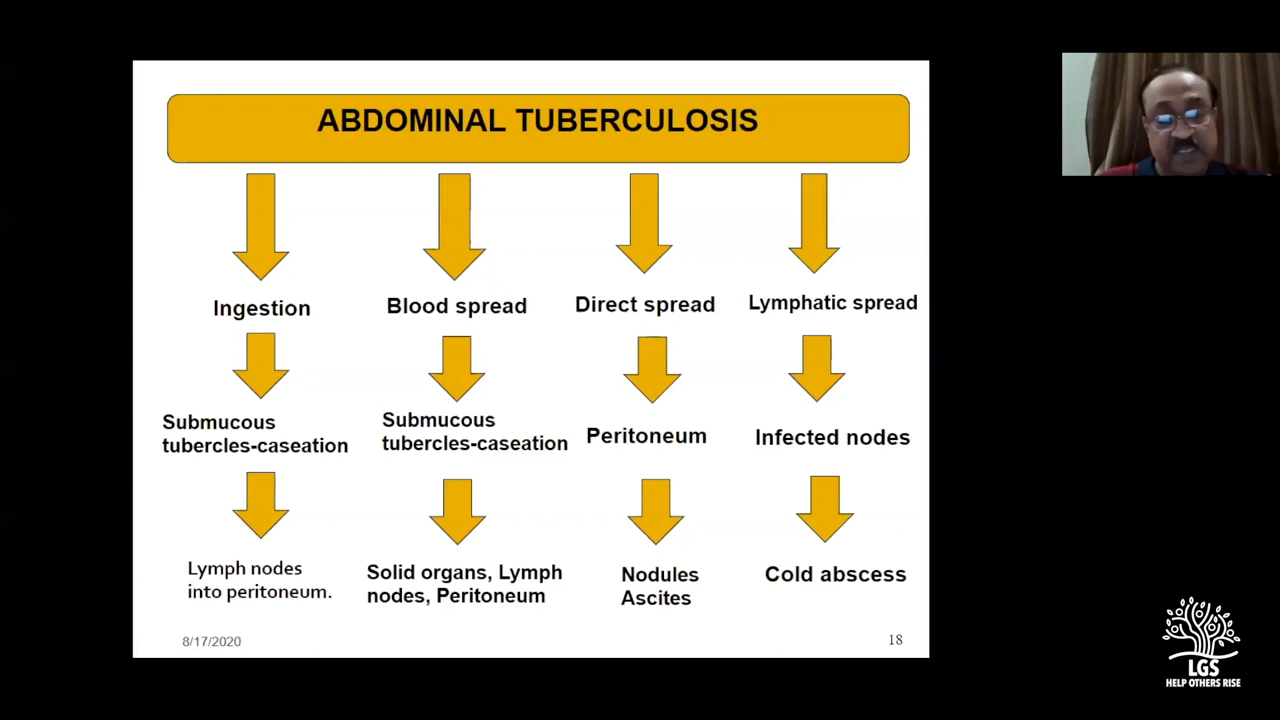 ABDOMINAL TUBERCULOSIS
Ingestion
Blood spread
Direct spread
Lymphatic spread
Submucous
tubercles-caseation
Submucous
tubercles-caseation
Peritoneum
Infected nodes
Lymph nodes
into peritoneum.
Solid organs, Lymph
nodes, Peritoneum
Nodules
Ascites
Cold abscess
8/17/2020
18
LGS
HELP OTHERS RISE